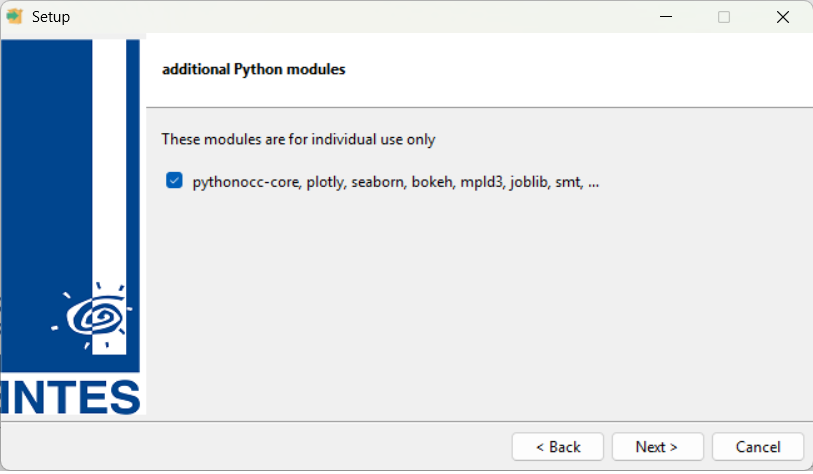 Setup
additional Python modules
These modules are for individual use only
pythonocc-core, plotly, seaborn, bokeh, mpld3, joblib, smt, ...
INTES
< Back
Next >
Cancel